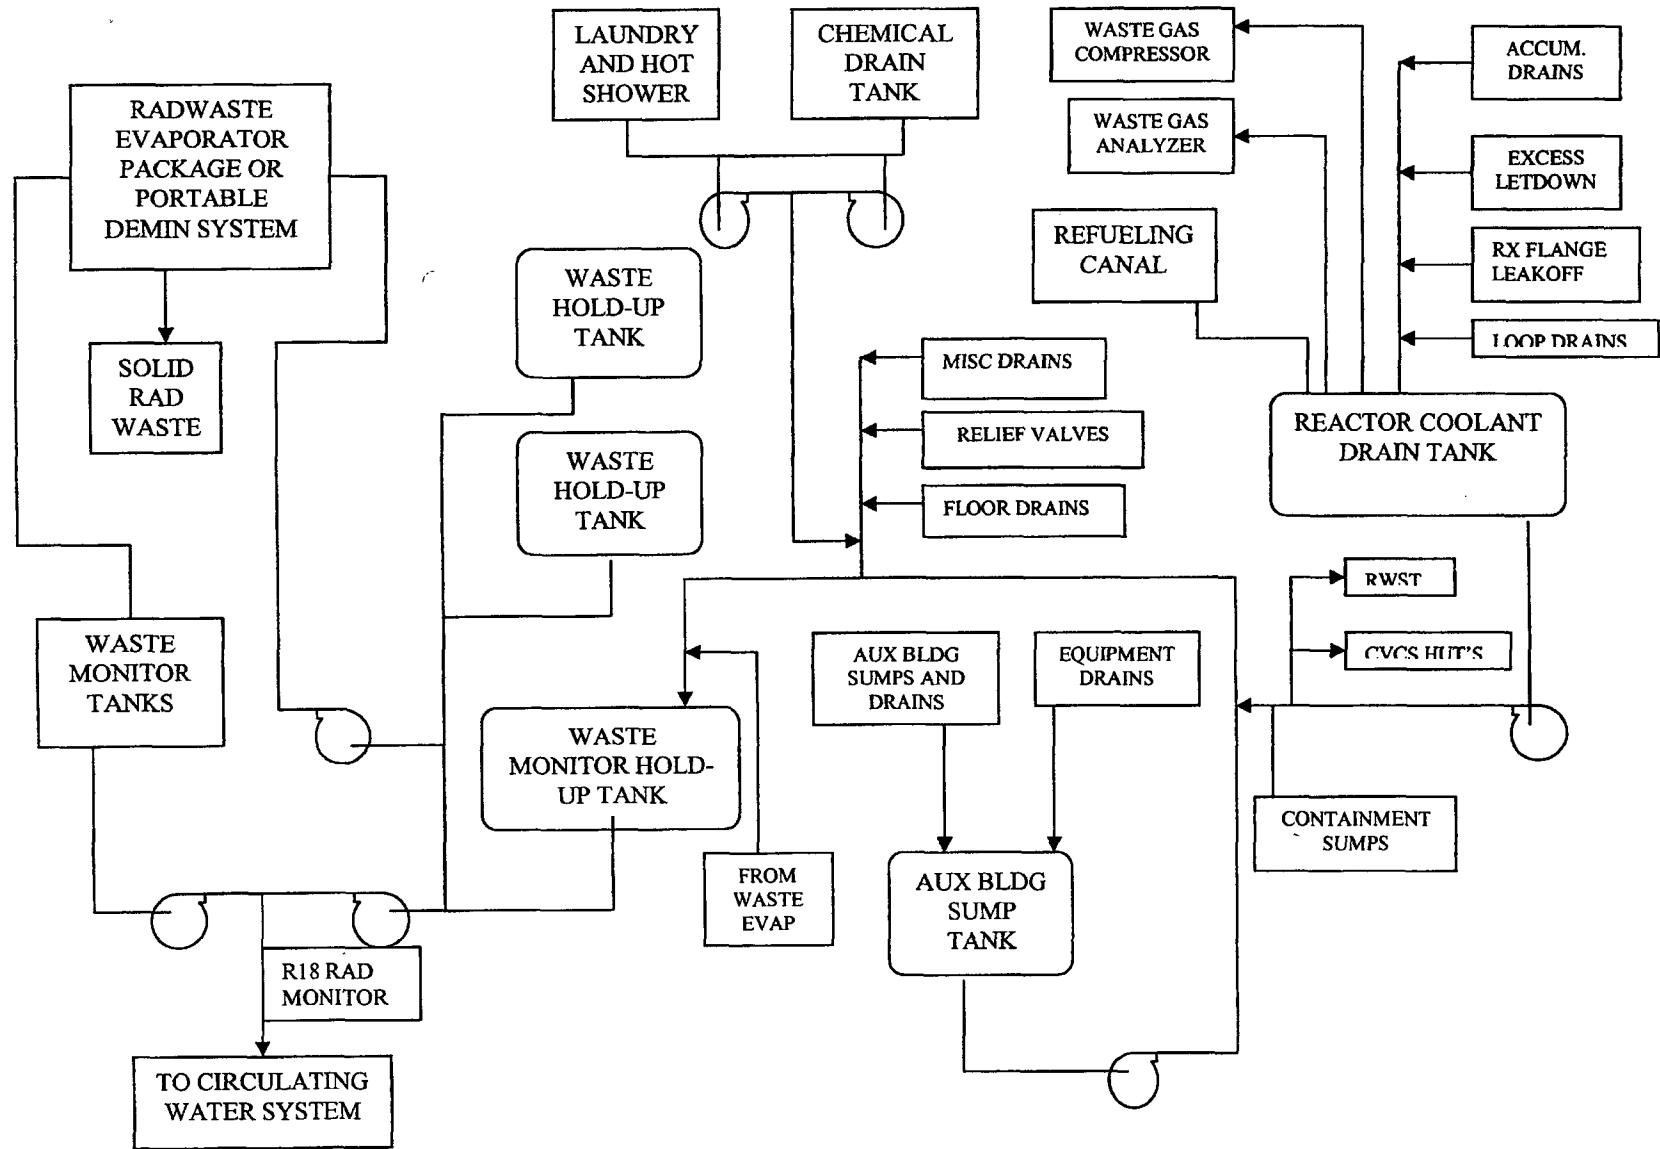 LAUNDRY
AND HOT
SHOWER
CHEMICAL
DRAIN
TANK
WASTE GAS
COMPRESSOR
ACCUM.
DRAINS
RADWASTE
EVAPORATOR
PACKAGE OR
PORTABLE
DEMIN SYSTEM
WASTE GAS
ANALYZER
EXCESS
LETDOWN
REFUELING
CANAL
RX FLANGE
LEAKOFF
WASTE
HOLD-UP
TANK
LOOP DRAINS
SOLID
RAD
WASTE
MISC DRAINS
RELIEF VALVES
FLOOR DRAINS
REACTOR COOLANT
DRAIN TANK
WASTE
HOLD-UP
TANK
RWST
CVCS HUT'S
WASTE
MONITOR
TANKS
AUX BLDG
SUMPS AND
DRAINS
EQUIPMENT
DRAINS
WASTE
MONITOR HOLD-
UP TANK
CONTAINMENT
SUMPS
FROM
WASTE
EVAP
AUX BLDG
SUMP
TANK
R18 RAD
MONITOR
TO CIRCULATING
WATER SYSTEM